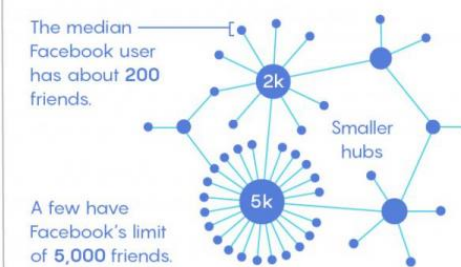 The median
Facebook user
has about 200
friends.
2k
Smaller
hubs
5k
A few have
Facebook's limit
of 5,000 friends.